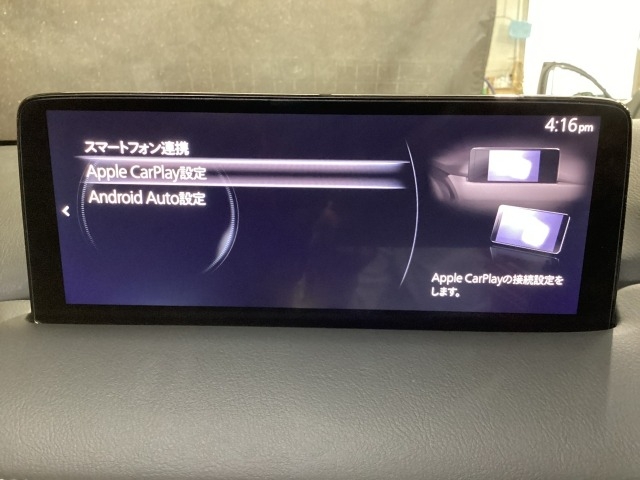 4:16pm
スマートフォン連携
Apple CarPlay設定
Android Auto設定
Apple CarPlayの接続設定を
します。